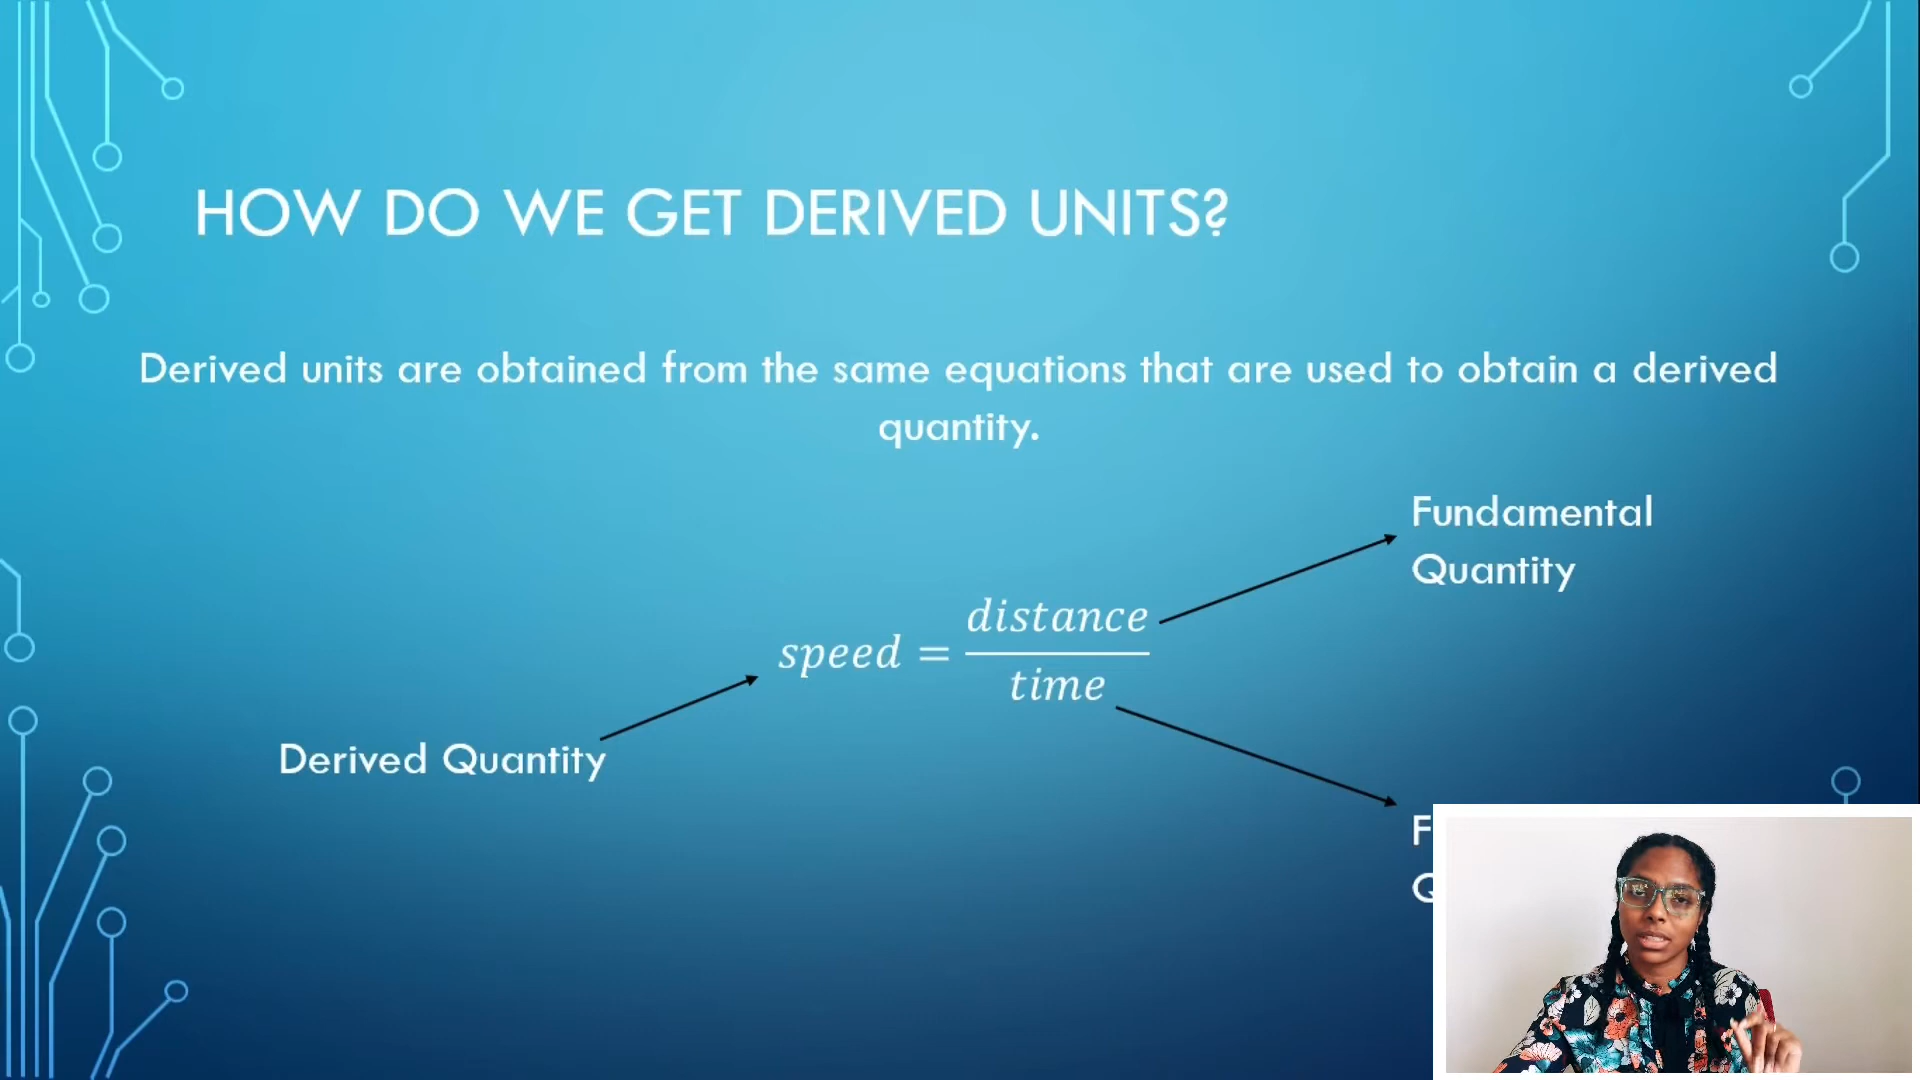 HOW DO WE GET DERIVED UNITS?
Derived units are obtained from the same equations that are used to obtain a derived
quantity.
Fundamental
Quantity
speed = distance
time
Derived Quantity